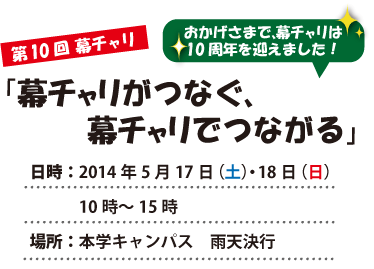 第10回 幕チャリ
おかげさまで、幕チャリは
10周年を迎えました！
「幕チャリがつなぐ、
幕チャリでつながる」
日時：2014年5月17日（土）・18日（日）
10時～15時
場所：本学キャンパス　雨天決行